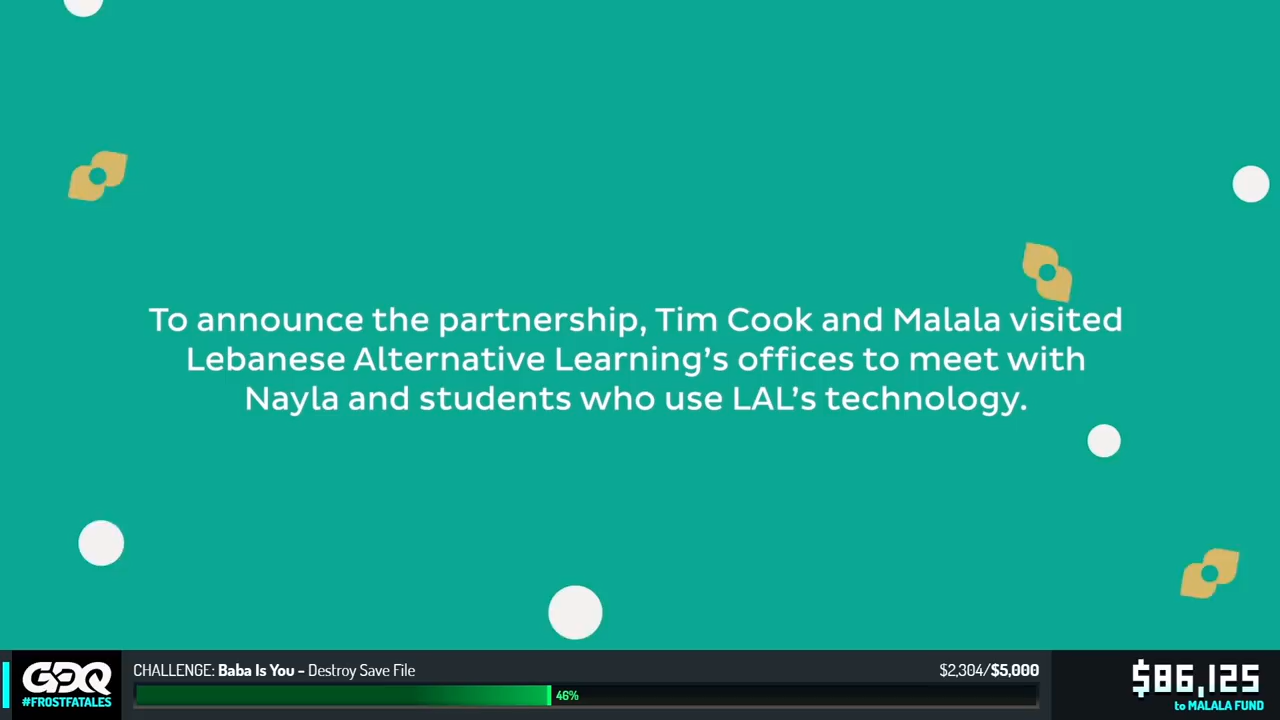 To announce the partnership, Tim Cook and Malala visited
Lebanese Alternative Learning's offices to meet with
Nayla and students who use LAL's technology.
GDQ
#FROSTFATALES
CHALLENGE: Baba Is You – Destroy Save File
$2,304/$5,000
46%
$86,125
to MALALA FUND